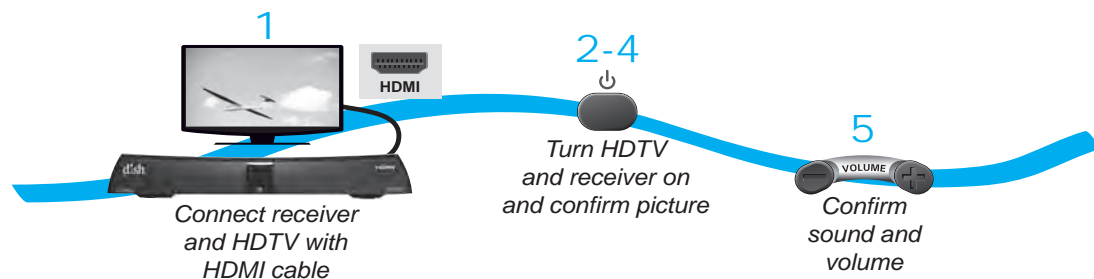 1
HDMI
dish
Connect receiver
and HDTV with
HDMI cable
2-4
Turn HDTV
and receiver on
and confirm picture
5
VOLUME
Confirm
sound and
volume